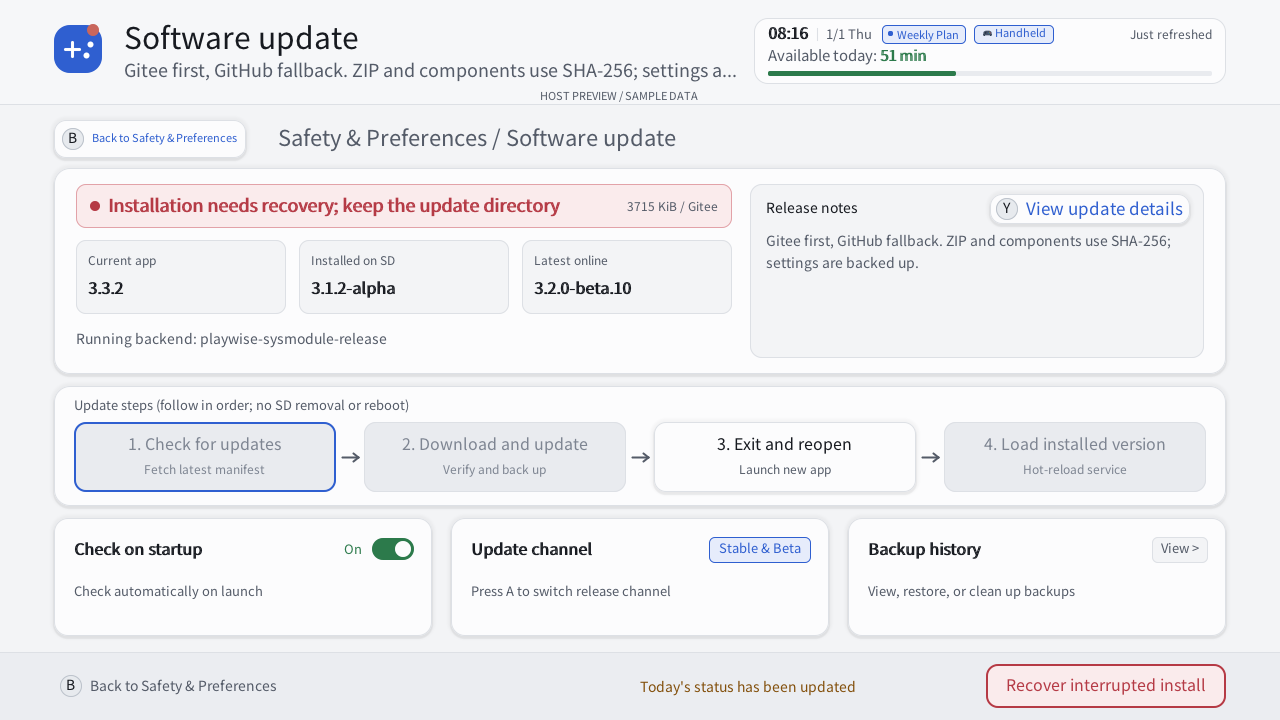 Software update
Gitee first, GitHub fallback. ZIP and components use SHA-256; settings a...
08:16
1/1 Thu
Weekly Plan
Handheld
Just refreshed
Available today: 51 min
HOST PREVIEW / SAMPLE DATA
B Back to Safety & Preferences
Safety & Preferences / Software update
Installation needs recovery; keep the update directory
3715 KiB / Gitee
Current app
3.3.2
Installed on SD
3.1.2-alpha
Latest online
3.2.0-beta.10
Running backend: playwise-sysmodule-release
Release notes
Y View update details
Gitee first, GitHub fallback. ZIP and components use SHA-256;
settings are backed up.
Update steps (follow in order; no SD removal or reboot)
1. Check for updates
Fetch latest manifest
2. Download and update
Verify and back up
3. Exit and reopen
Launch new app
4. Load installed version
Hot-reload service
Check on startup
On
Check automatically on launch
Update channel
Stable & Beta
Press A to switch release channel
Backup history
View >
View, restore, or clean up backups
B Back to Safety & Preferences
Today's status has been updated
Recover interrupted install